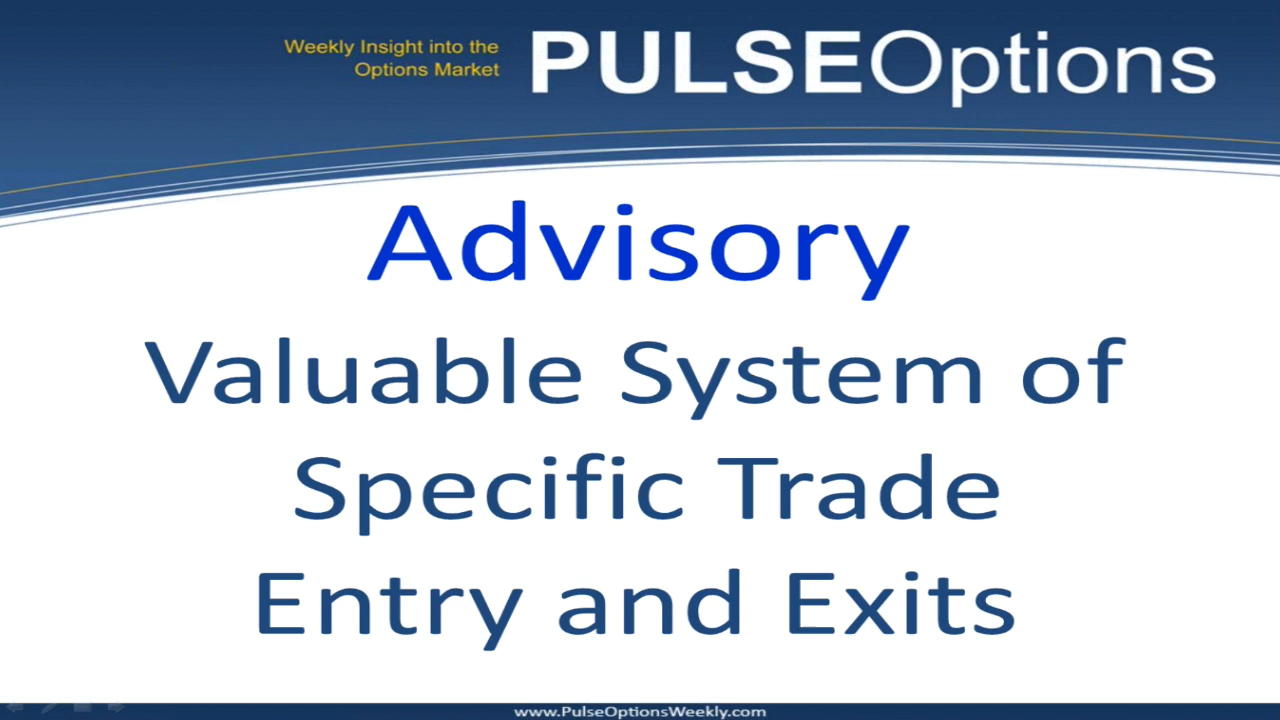 Weekly Insight into the
Options Market
PULSEOptions
Advisory
Valuable System of
Specific Trade
Entry and Exits
www.PulseOptionsWeekly.com